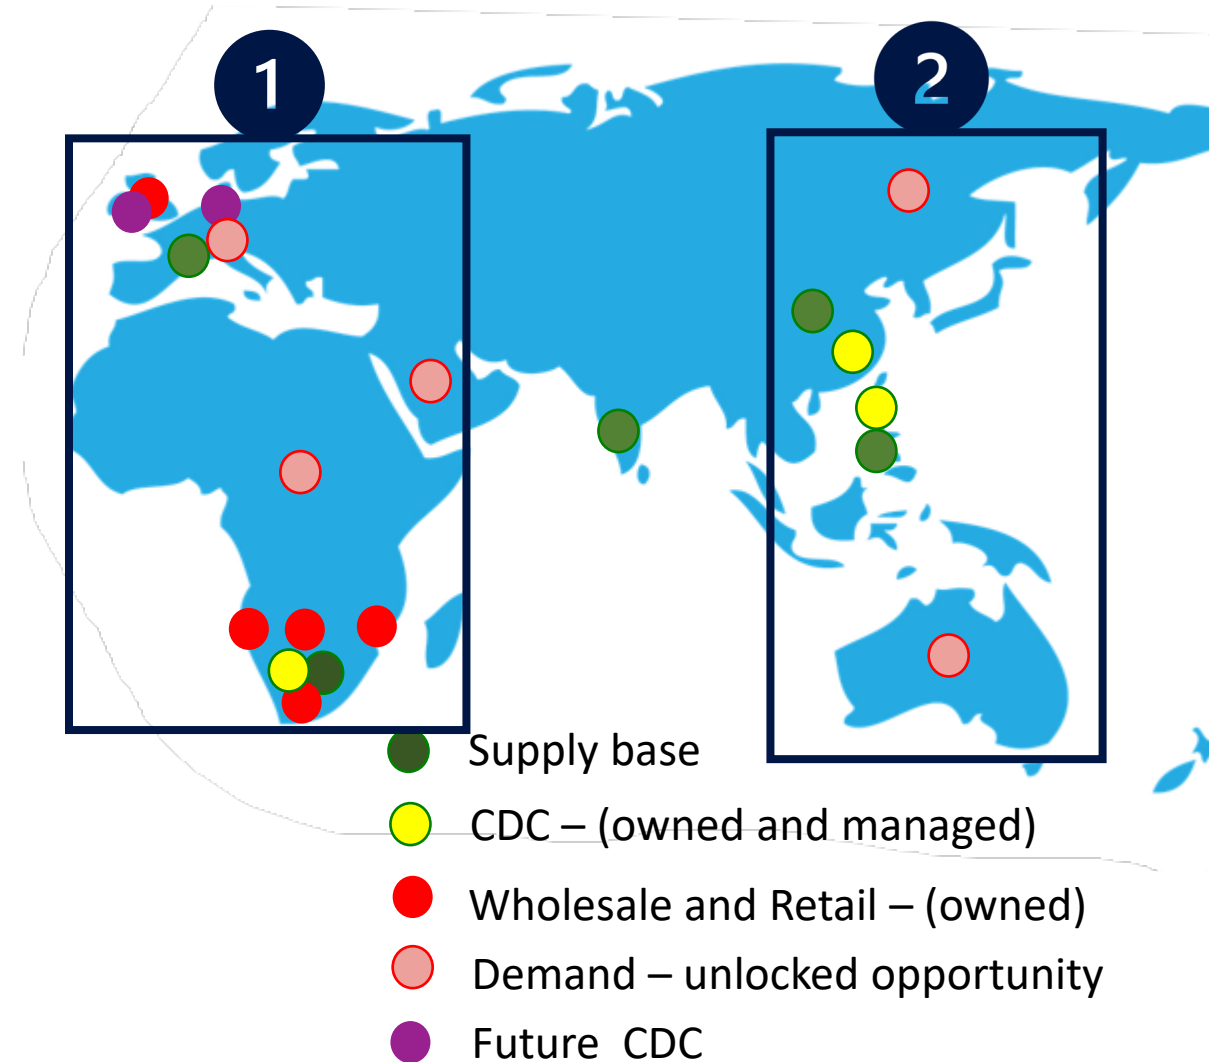 1
2
Supply base
CDC – (owned and managed)
Wholesale and Retail – (owned)
Demand – unlocked opportunity
Future CDC